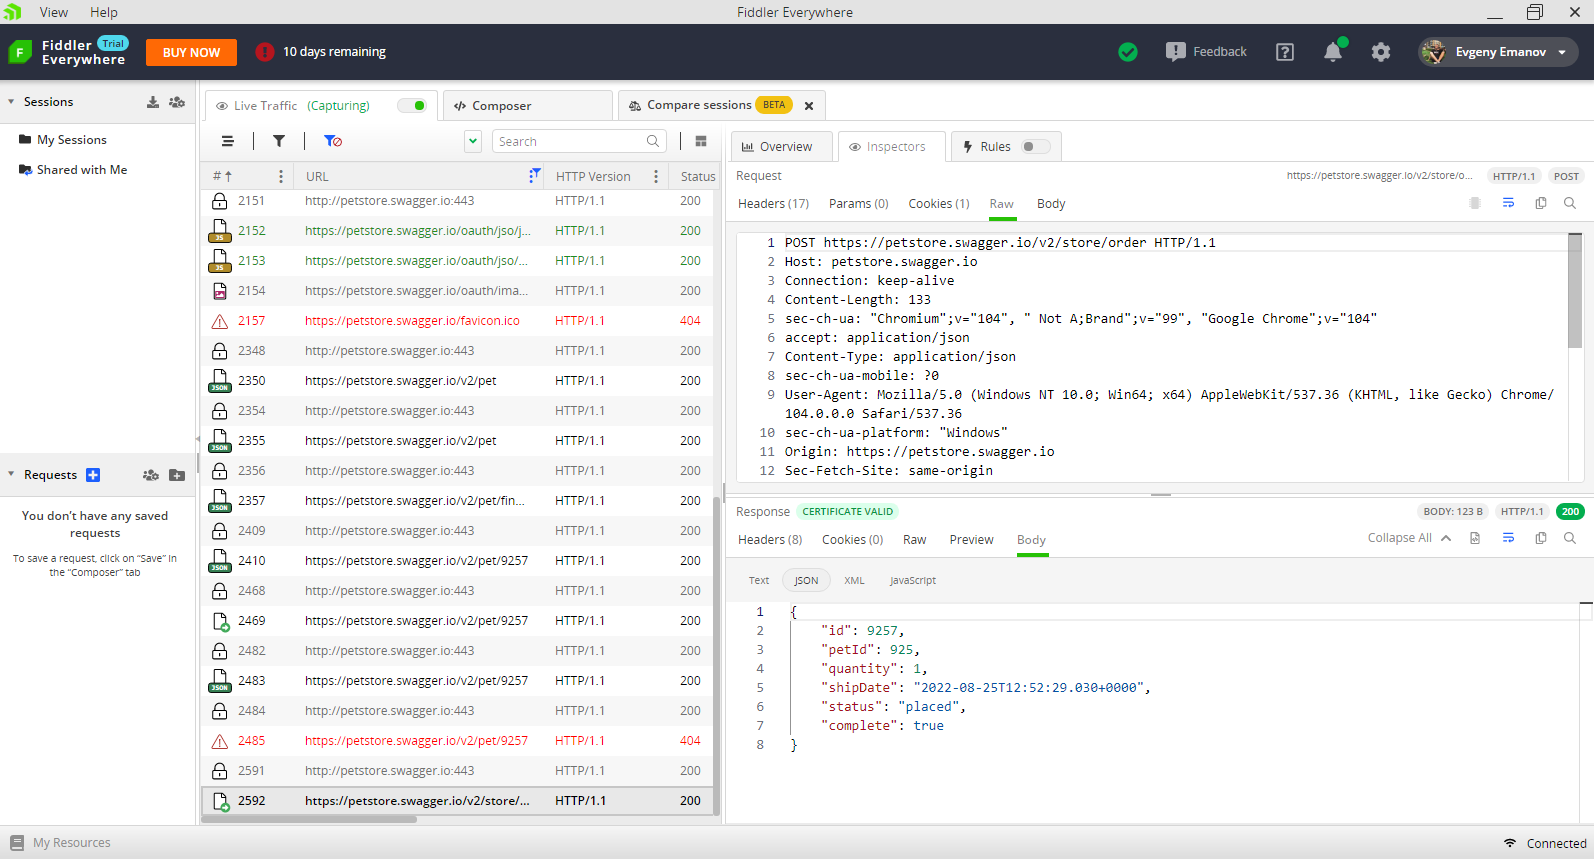 View Help Fiddler Everywhere
Fiddler Trial
Everywhere
BUY NOW
10 days remaining
Feedback
Evgeny Emanov
Sessions
My Sessions
Shared with Me
Requests
You don't have any saved
requests
To save a request, click on "Save" in
the "Composer" tab
Live Traffic (Capturing)
Composer
Compare sessions BETA
Search
# URL HTTP Version Status
2151 http://petstore.swagger.io:443 HTTP/1.1 200
JS 2152 https://petstore.swagger.io/oauth/jso/j... HTTP/1.1 200
JS 2153 https://petstore.swagger.io/oauth/jso/... HTTP/1.1 200
2154 https://petstore.swagger.io/oauth/ima... HTTP/1.1 200
2157 https://petstore.swagger.io/favicon.ico HTTP/1.1 404
2348 http://petstore.swagger.io:443 HTTP/1.1 200
JSON 2350 https://petstore.swagger.io/v2/pet HTTP/1.1 200
2354 http://petstore.swagger.io:443 HTTP/1.1 200
JSON 2355 https://petstore.swagger.io/v2/pet HTTP/1.1 200
2356 http://petstore.swagger.io:443 HTTP/1.1 200
JSON 2357 https://petstore.swagger.io/v2/pet/fin... HTTP/1.1 200
2409 http://petstore.swagger.io:443 HTTP/1.1 200
JSON 2410 https://petstore.swagger.io/v2/pet/9257 HTTP/1.1 200
2468 http://petstore.swagger.io:443 HTTP/1.1 200
2469 https://petstore.swagger.io/v2/pet/9257 HTTP/1.1 200
2482 http://petstore.swagger.io:443 HTTP/1.1 200
JSON 2483 https://petstore.swagger.io/v2/pet/9257 HTTP/1.1 200
2484 http://petstore.swagger.io:443 HTTP/1.1 200
2485 https://petstore.swagger.io/v2/pet/9257 HTTP/1.1 404
2591 http://petstore.swagger.io:443 HTTP/1.1 200
2592 https://petstore.swagger.io/v2/store/... HTTP/1.1 200
Overview Inspectors Rules
Request https://petstore.swagger.io/v2/store/o... HTTP/1.1 POST
Headers (17) Params (0) Cookies (1) Raw Body
1 POST https://petstore.swagger.io/v2/store/order HTTP/1.1
2 Host: petstore.swagger.io
3 Connection: keep-alive
4 Content-Length: 133
5 sec-ch-ua: "Chromium";v="104", " Not A;Brand";v="99", "Google Chrome";v="104"
6 accept: application/json
7 Content-Type: application/json
8 sec-ch-ua-mobile: ?0
9 User-Agent: Mozilla/5.0 (Windows NT 10.0; Win64; x64) AppleWebKit/537.36 (KHTML, like Gecko) Chrome/
104.0.0.0 Safari/537.36
10 sec-ch-ua-platform: "Windows"
11 Origin: https://petstore.swagger.io
12 Sec-Fetch-Site: same-origin
Response CERTIFICATE VALID BODY: 123 B HTTP/1.1 200
Headers (8) Cookies (0) Raw Preview Body Collapse All
Text JSON XML JavaScript
1 {
2 "id": 9257,
3 "petId": 925,
4 "quantity": 1,
5 "shipDate": "2022-08-25T12:52:29.030+0000",
6 "status": "placed",
7 "complete": true
8 }
My Resources
Connected